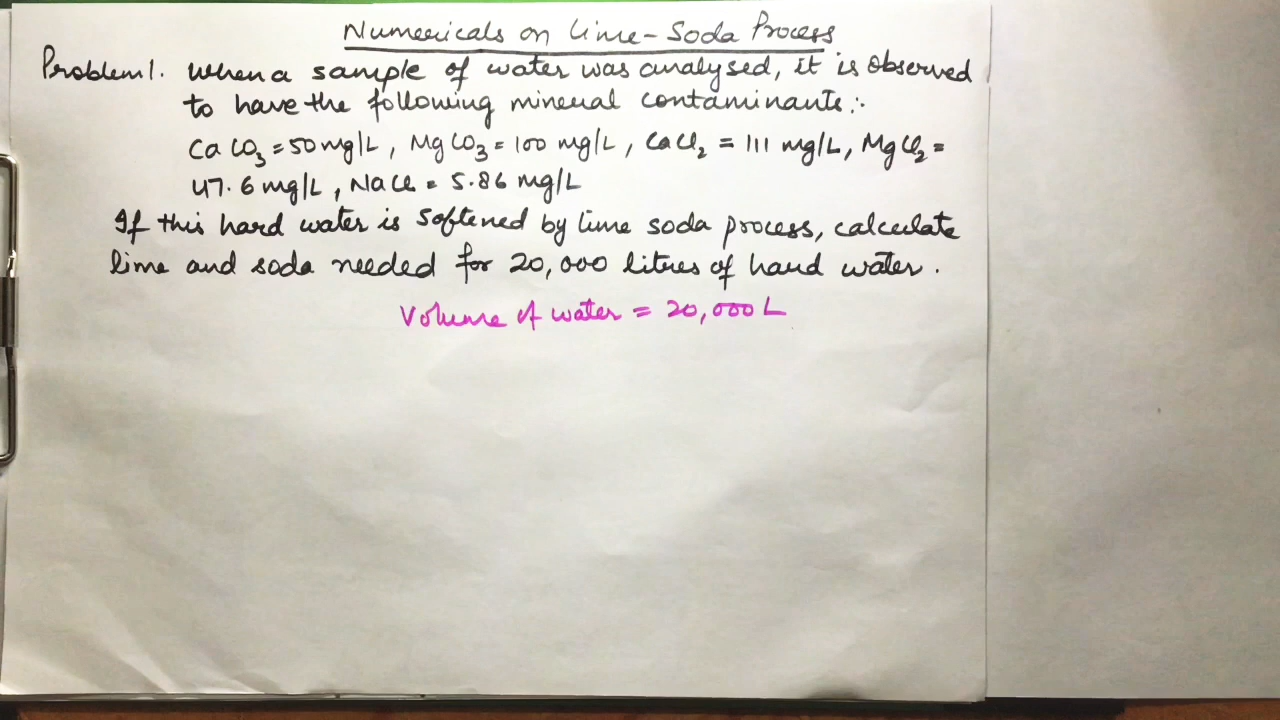 Numericals on Lime-Soda Process
Problem 1. When a sample of water was analysed, it is observed
to have the following mineral contaminants:-
CaCO₃ = 50 mg/L, MgCO₃ = 100 mg/L, CaCl₂ = 111 mg/L, MgCl₂ =
47.6 mg/L, NaCl = 5.86 mg/L
If this hard water is softened by lime soda process, calculate
lime and soda needed for 20,000 litres of hard water.
Volume of water = 20,000 L